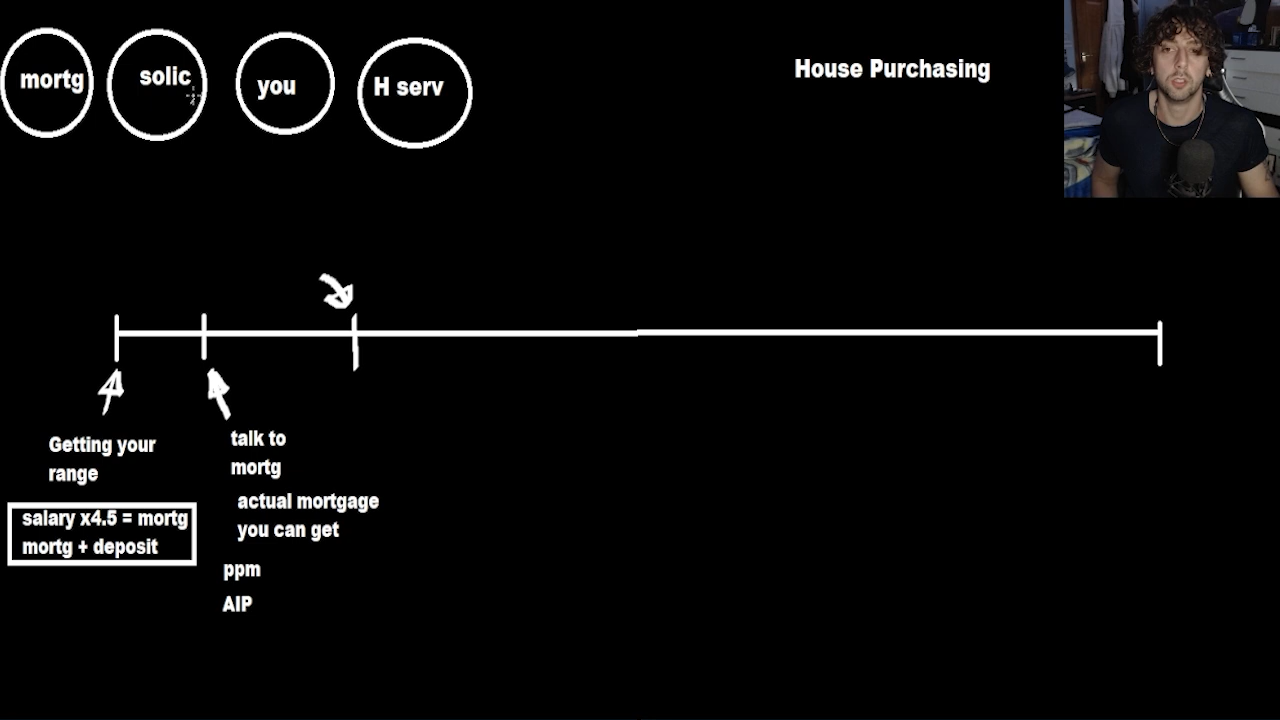 mortg
solic
you
H serv
House Purchasing
Getting your
range
salary x4.5 = mortg
mortg + deposit
talk to
mortg
actual mortgage
you can get
ppm
AIP